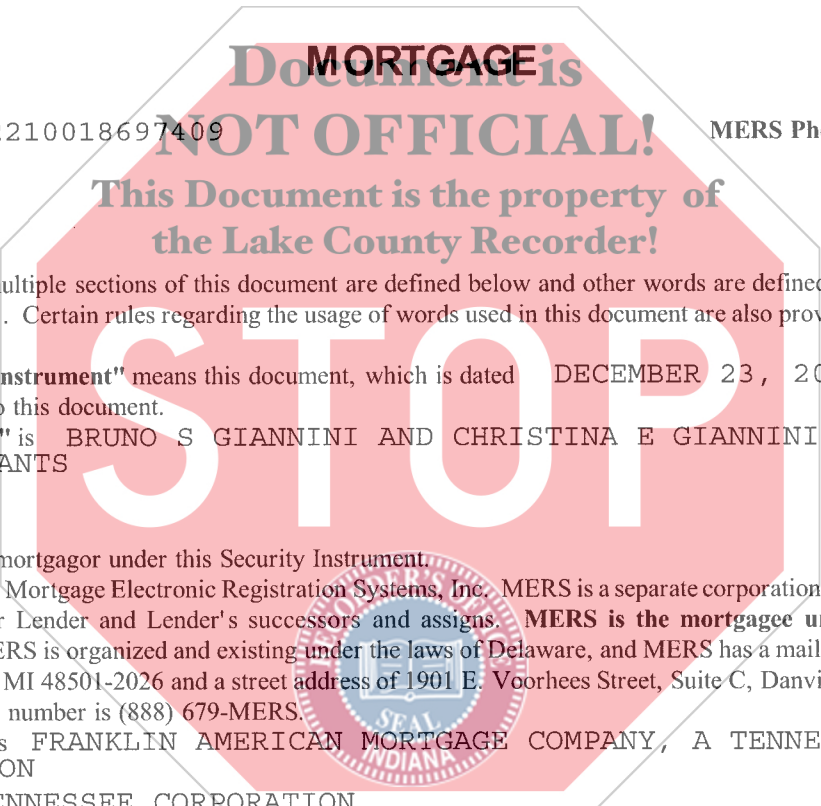 MORTGAGE
Document is
2210018697409
MERS Ph
NOT OFFICIAL!
This Document is the property of
the Lake County Recorder!
ultiple sections of this document are defined below and other words are defined
. Certain rules regarding the usage of words used in this document are also prov
nstrument" means this document, which is dated DECEMBER 23, 20
o this document.
" is BRUNO S GIANNINI AND CHRISTINA E GIANNINI
ANTS
STOP
mortgagor under this Security Instrument.
Mortgage Electronic Registration Systems, Inc. MERS is a separate corporation
r Lender and Lender's successors and assigns. MERS is the mortgagee u
ERS is organized and existing under the laws of Delaware, and MERS has a mail
MI 48501-2026 and a street address of 1901 E. Voorhees Street, Suite C, Danvi
number is (888) 679-MERS.
s FRANKLIN AMERICAN MORTGAGE COMPANY, A TENNE
ON
ENNESSEE CORPORATION
RECORDER'S
SEAL
INDIANA